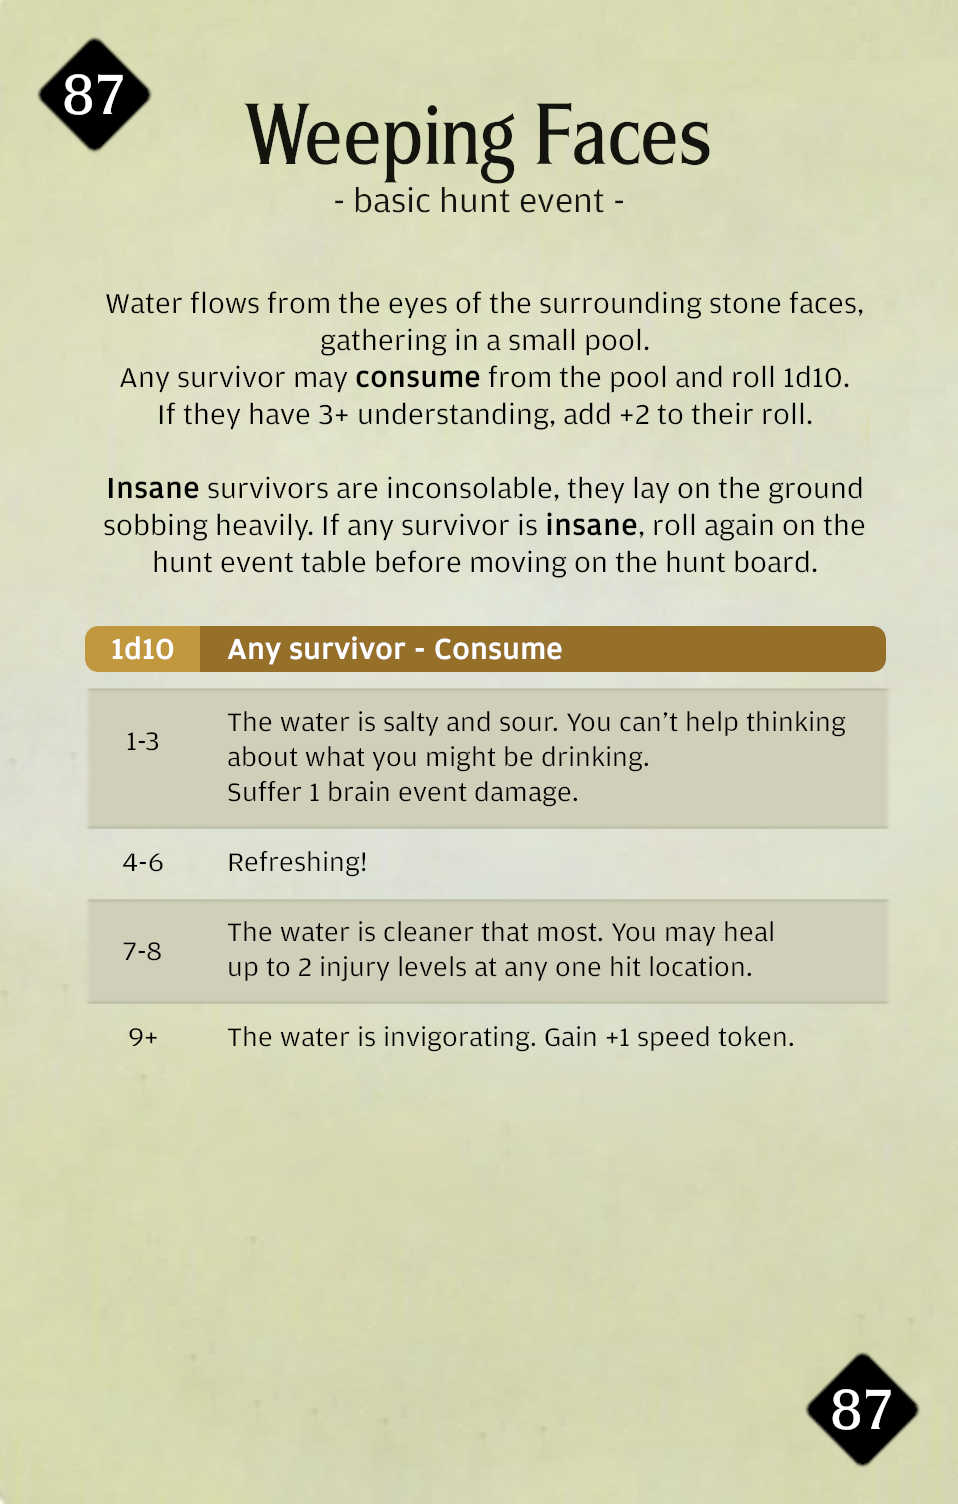 87
Weeping Faces
- basic hunt event -
Water flows from the eyes of the surrounding stone faces,
gathering in a small pool.
Any survivor may consume from the pool and roll 1d10.
If they have 3+ understanding, add +2 to their roll.
Insane survivors are inconsolable, they lay on the ground
sobbing heavily. If any survivor is insane, roll again on the
hunt event table before moving on the hunt board.
1d10 Any survivor - Consume
1-3 The water is salty and sour. You can’t help thinking
about what you might be drinking.
Suffer 1 brain event damage.
4-6 Refreshing!
7-8 The water is cleaner that most. You may heal
up to 2 injury levels at any one hit location.
9+ The water is invigorating. Gain +1 speed token.
87